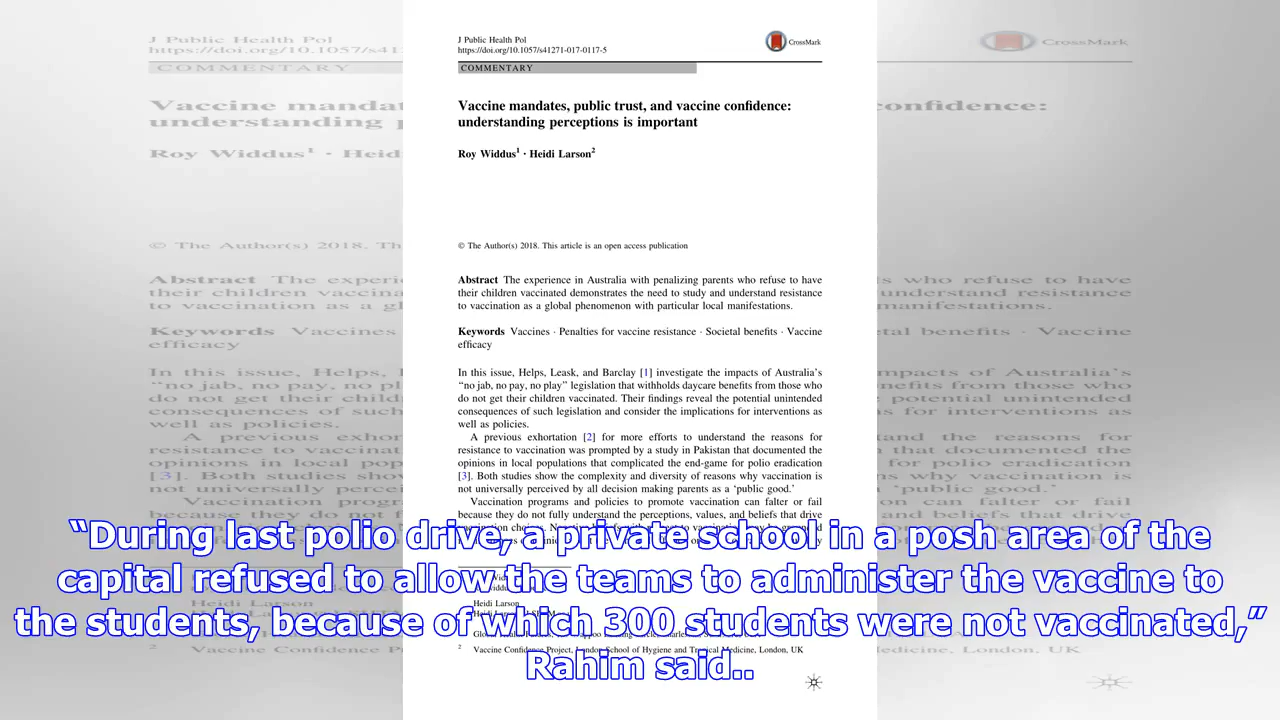 J Public Health Pol
https://doi.org/10.1057/s41271-017-0117-5
CrossMark
COMMENTARY
Vaccine mandates, public trust, and vaccine confidence:
understanding perceptions is important
Roy Widdus1 · Heidi Larson2
© The Author(s) 2018. This article is an open access publication
Abstract The experience in Australia with penalizing parents who refuse to have
their children vaccinated demonstrates the need to study and understand resistance
to vaccination as a global phenomenon with particular local manifestations.
Keywords Vaccines · Penalties for vaccine resistance · Societal benefits · Vaccine
efficacy
In this issue, Helps, Leask, and Barclay [1] investigate the impacts of Australia's
“no jab, no pay, no play” legislation that withholds daycare benefits from those who
do not get their children vaccinated. Their findings reveal the potential unintended
consequences of such legislation and consider the implications for interventions as
well as policies.
A previous exhortation [2] for more efforts to understand the reasons for
resistance to vaccination was prompted by a study in Pakistan that documented the
opinions in local populations that complicated the end-game for polio eradication
[3]. Both studies show the complexity and diversity of reasons why vaccination is
not universally perceived by all decision making parents as a ‘public good.’
Vaccination programs and policies to promote vaccination can falter or fail
because they do not fully understand the perceptions, values, and beliefs that drive
“During last polio drive, a private school in a posh area of the
capital refused to allow the teams to administer the vaccine to
the students, because of which 300 students were not vaccinated,”
Rahim said..
Heidi Larson
2 Vaccine Confidence Project, London School of Hygiene and Tropical Medicine, London, UK